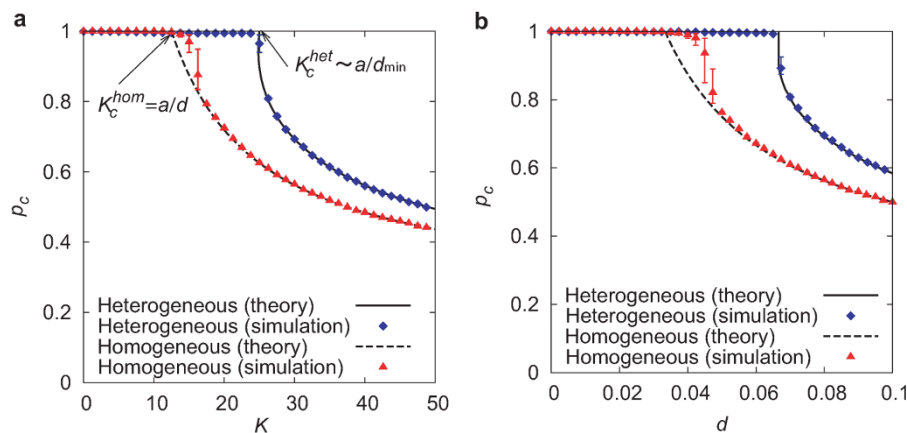 a
1
0.8
0.6
0.4
0.2
0
p_c
K_c^{het}~a/d_min
K_c^{hom}=a/d
Heterogeneous (theory)
Heterogeneous (simulation)
Homogeneous (theory)
Homogeneous (simulation)
0 10 20 30 40 50
K
b
1
0.8
0.6
0.4
0.2
0
p_c
Heterogeneous (theory)
Heterogeneous (simulation)
Homogeneous (theory)
Homogeneous (simulation)
0 0.02 0.04 0.06 0.08 0.1
d